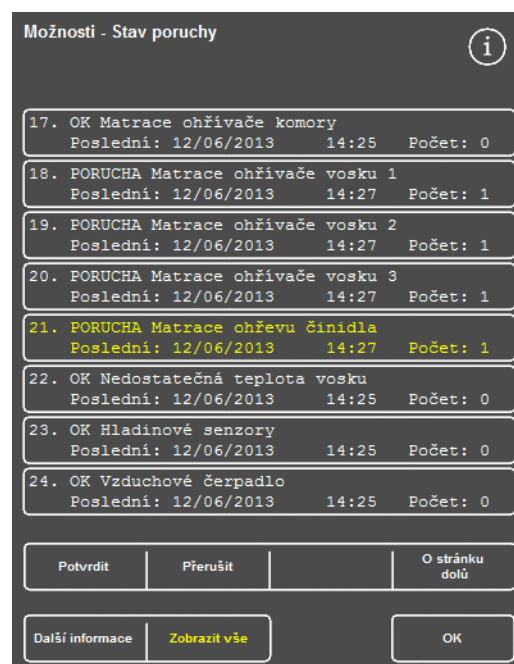 Možnosti - Stav poruchy
i
17. OK Matrace ohřívače komory
Poslední: 12/06/2013 14:25 Počet: 0
18. PORUCHA Matrace ohřívače vosku 1
Poslední: 12/06/2013 14:27 Počet: 1
19. PORUCHA Matrace ohřívače vosku 2
Poslední: 12/06/2013 14:27 Počet: 1
20. PORUCHA Matrace ohřívače vosku 3
Poslední: 12/06/2013 14:27 Počet: 1
21. PORUCHA Matrace ohřevu činidla
Poslední: 12/06/2013 14:27 Počet: 1
22. OK Nedostatečná teplota vosku
Poslední: 12/06/2013 14:25 Počet: 0
23. OK Hladinové senzory
Poslední: 12/06/2013 14:25 Počet: 0
24. OK Vzduchové čerpadlo
Poslední: 12/06/2013 14:25 Počet: 0
Potvrdit Přerušit O stránku
dolů
Další informace Zobrazit vše OK